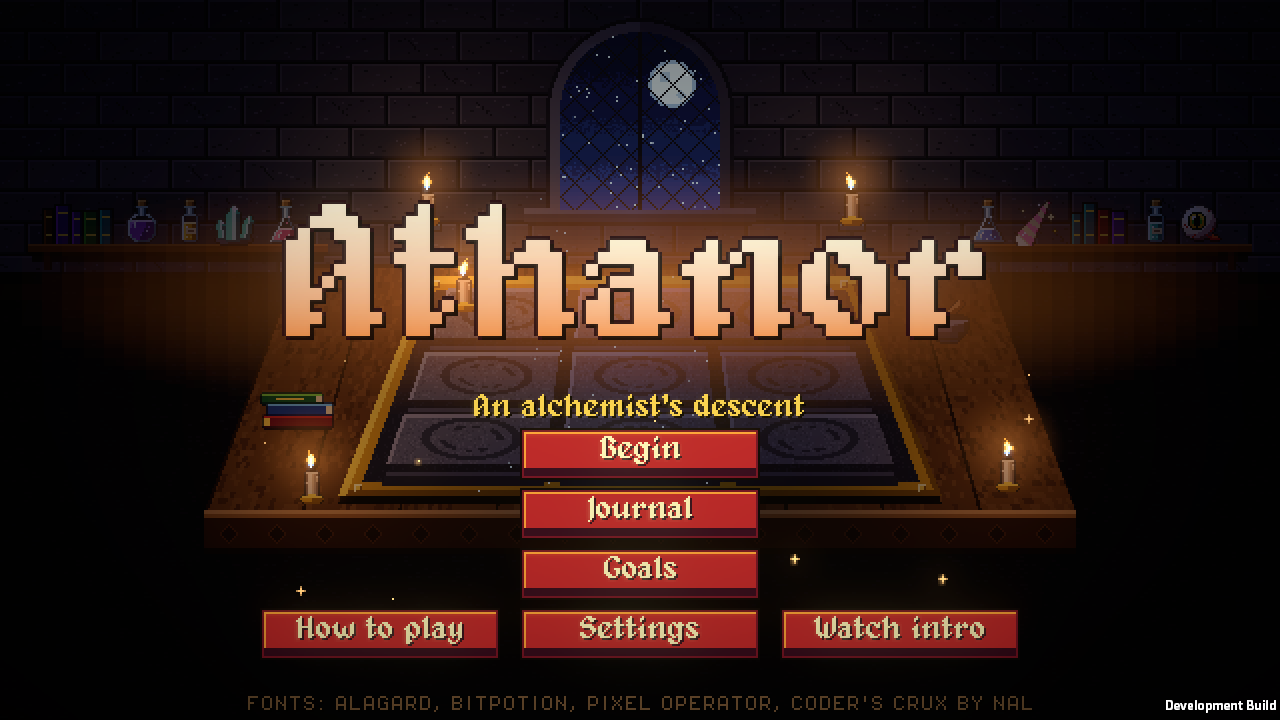 Athanor
An alchemist's descent
Begin
Journal
Goals
How to play
Settings
Watch intro
FONTS: ALAGARD, BITPOTION, PIXEL OPERATOR, CODER'S CRUX BY NAL
Development Build